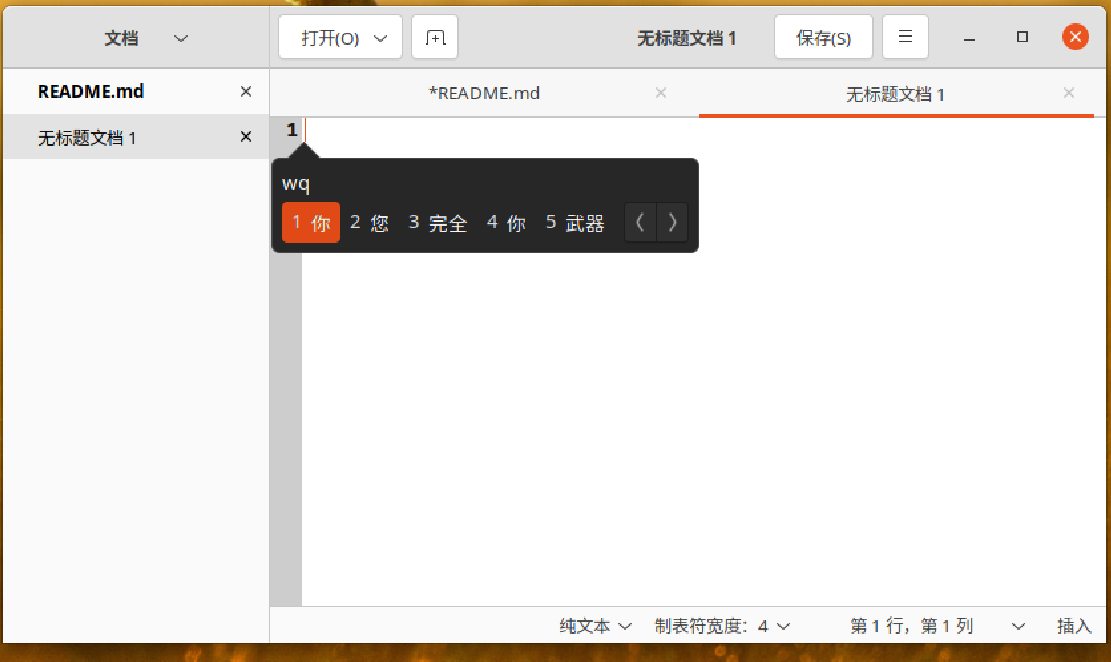 文档 打开(O) 无标题文档 1 保存(S)
README.md
无标题文档 1
*README.md 无标题文档 1
1
wq
1 你 2 您 3 完全 4 你 5 武器
纯文本 制表符宽度：4 第 1 行，第 1 列 插入